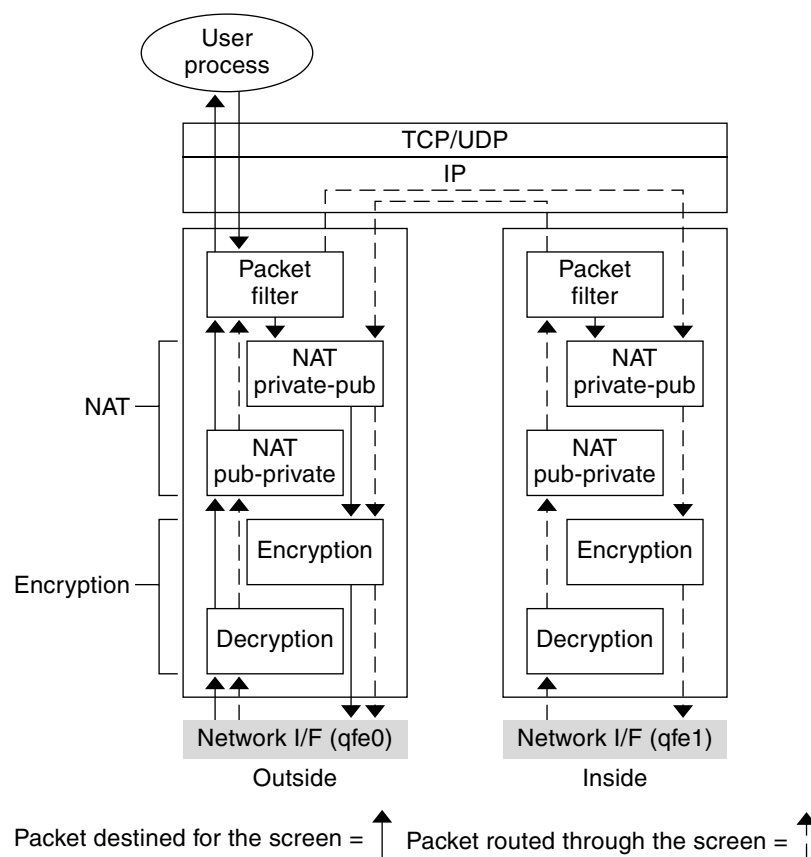 User
process
TCP/UDP
IP
Packet
filter
NAT
private-pub
NAT
pub-private
Encryption
Decryption
Network I/F (qfe0)
Outside
NAT
Encryption
Packet
filter
NAT
private-pub
NAT
pub-private
Encryption
Decryption
Network I/F (qfe1)
Inside
Packet destined for the screen =
Packet routed through the screen =